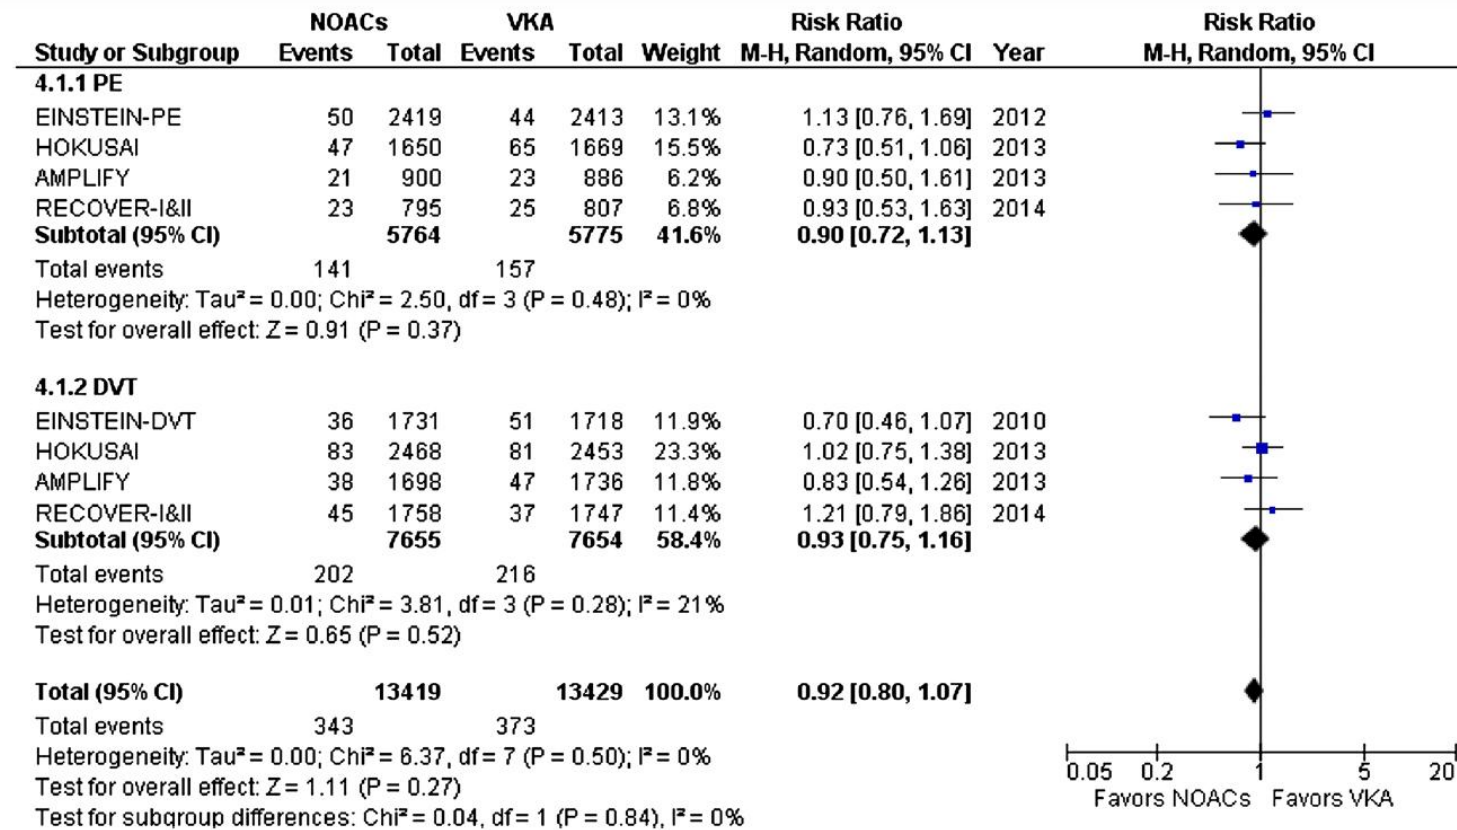 NOACs VKA Risk Ratio Risk Ratio
Study or Subgroup Events Total Events Total Weight M-H, Random, 95% CI Year M-H, Random, 95% CI
4.1.1 PE
EINSTEIN-PE 50 2419 44 2413 13.1% 1.13 [0.76, 1.69] 2012
HOKUSAI 47 1650 65 1669 15.5% 0.73 [0.51, 1.06] 2013
AMPLIFY 21 900 23 886 6.2% 0.90 [0.50, 1.61] 2013
RECOVER-I&II 23 795 25 807 6.8% 0.93 [0.53, 1.63] 2014
Subtotal (95% CI) 5764 5775 41.6% 0.90 [0.72, 1.13]
Total events 141 157
Heterogeneity: Tau² = 0.00; Chi² = 2.50, df = 3 (P = 0.48); I² = 0%
Test for overall effect: Z = 0.91 (P = 0.37)
4.1.2 DVT
EINSTEIN-DVT 36 1731 51 1718 11.9% 0.70 [0.46, 1.07] 2010
HOKUSAI 83 2468 81 2453 23.3% 1.02 [0.75, 1.38] 2013
AMPLIFY 38 1698 47 1736 11.8% 0.83 [0.54, 1.26] 2013
RECOVER-I&II 45 1758 37 1747 11.4% 1.21 [0.79, 1.86] 2014
Subtotal (95% CI) 7655 7654 58.4% 0.93 [0.75, 1.16]
Total events 202 216
Heterogeneity: Tau² = 0.01; Chi² = 3.81, df = 3 (P = 0.28); I² = 21%
Test for overall effect: Z = 0.65 (P = 0.52)
Total (95% CI) 13419 13429 100.0% 0.92 [0.80, 1.07]
Total events 343 373
Heterogeneity: Tau² = 0.00; Chi² = 6.37, df = 7 (P = 0.50); I² = 0%
Test for overall effect: Z = 1.11 (P = 0.27)
Test for subgroup differences: Chi² = 0.04, df = 1 (P = 0.84), I² = 0%
0.05 0.2 1 5 20
Favors NOACs Favors VKA